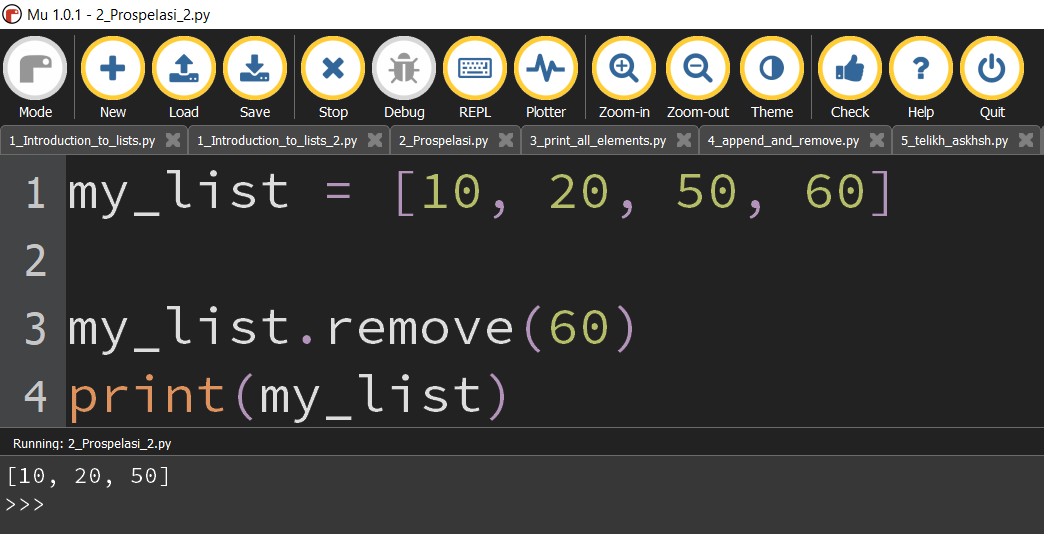 Mu 1.0.1 - 2_Prospelasi_2.py
Mode New Load Save Stop Debug REPL Plotter Zoom-in Zoom-out Theme Check Help Quit
1_Introduction_to_lists.py 1_Introduction_to_lists_2.py 2_Prospelasi.py 3_print_all_elements.py 4_append_and_remove.py 5_telikh_askhsh.py
1 my_list = [10, 20, 50, 60]
2
3 my_list.remove(60)
4 print(my_list)
Running: 2_Prospelasi_2.py
[10, 20, 50]
>>>